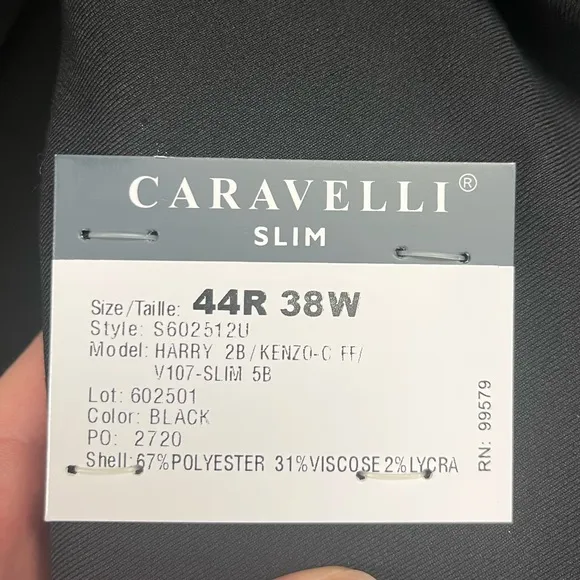 CARAVELLI®
SLIM
Size/Taille: 44R 38W
Style: S602512U
Model: HARRY 2B/KENZO-C FF/
V107-SLIM 5B
Lot: 602501
Color: BLACK
PO: 2720
Shell: 67%POLYESTER 31%VISCOSE 2%LYCRA
RN: 99579